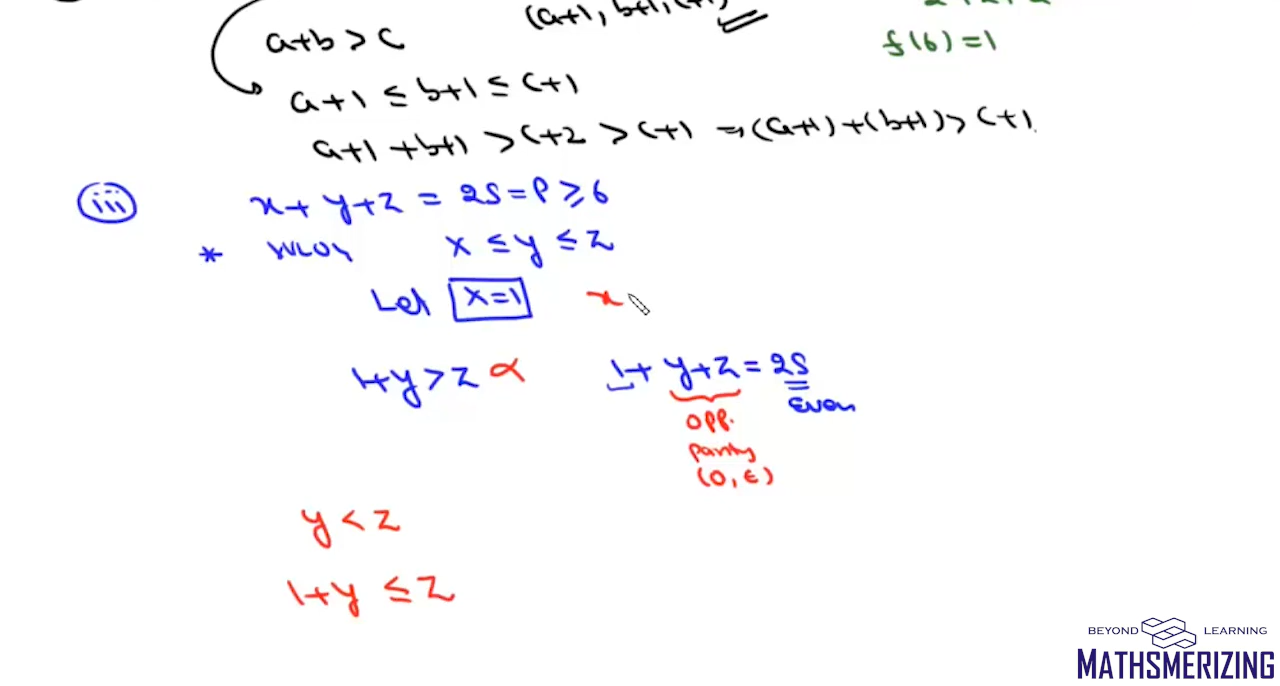 a+b > c
(a+1, b+1, c+1)
f(6) = 1
a+1 ≤ b+1 ≤ c+1
a+1 + b+1 > c+2 > c+1 ⇒ (a+1) + (b+1) > c+1.
(iii) x + y + z = 2S = P ≥ 6
* WLOG x ≤ y ≤ z
Let x=1 x
1+y > z α 1 + y+z = 2S
Even
opp.
parity
(O, E)
y < z
1+y ≤ z
BEYOND LEARNING
MATHSMERIZING